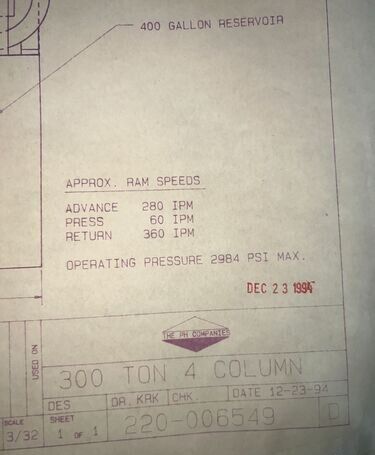 400 GALLON RESERVOIR
APPROX. RAM SPEEDS
ADVANCE 280 IPM
PRESS 60 IPM
RETURN 360 IPM
OPERATING PRESSURE 2984 PSI MAX.
DEC 23 1994
THE PH COMPANIES
USED ON
300 TON 4 COLUMN
DES
DR. KRK
CHK.
DATE 12-23-94
SCALE
3/32
SHEET
1 OF 1
220-006549
D